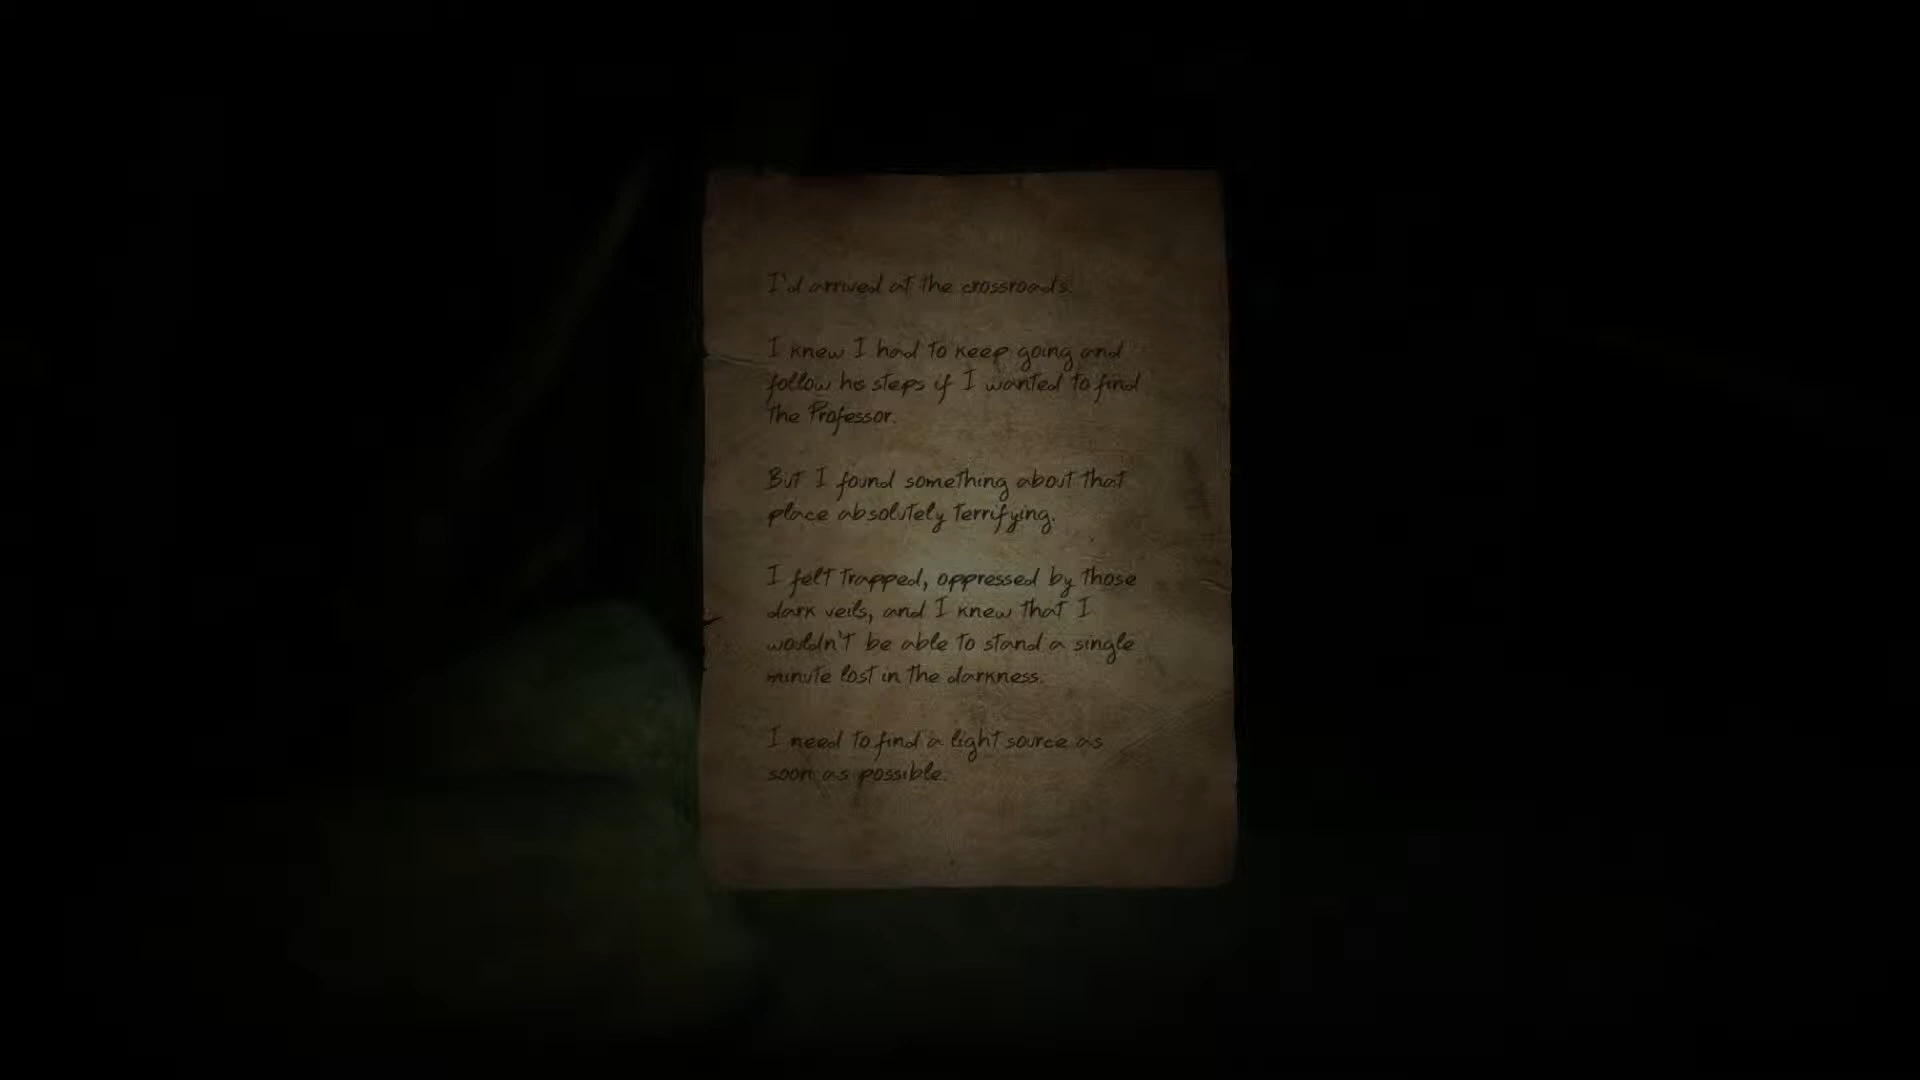 I'd arrived at the crossroads.
I knew I had to keep going and
follow his steps if I wanted to find
the Professor.
But I found something about that
place absolutely terrifying.
I felt trapped, oppressed by those
dark veils, and I knew that I
wouldn't be able to stand a single
minute lost in the darkness.
I need to find a light source as
soon as possible.